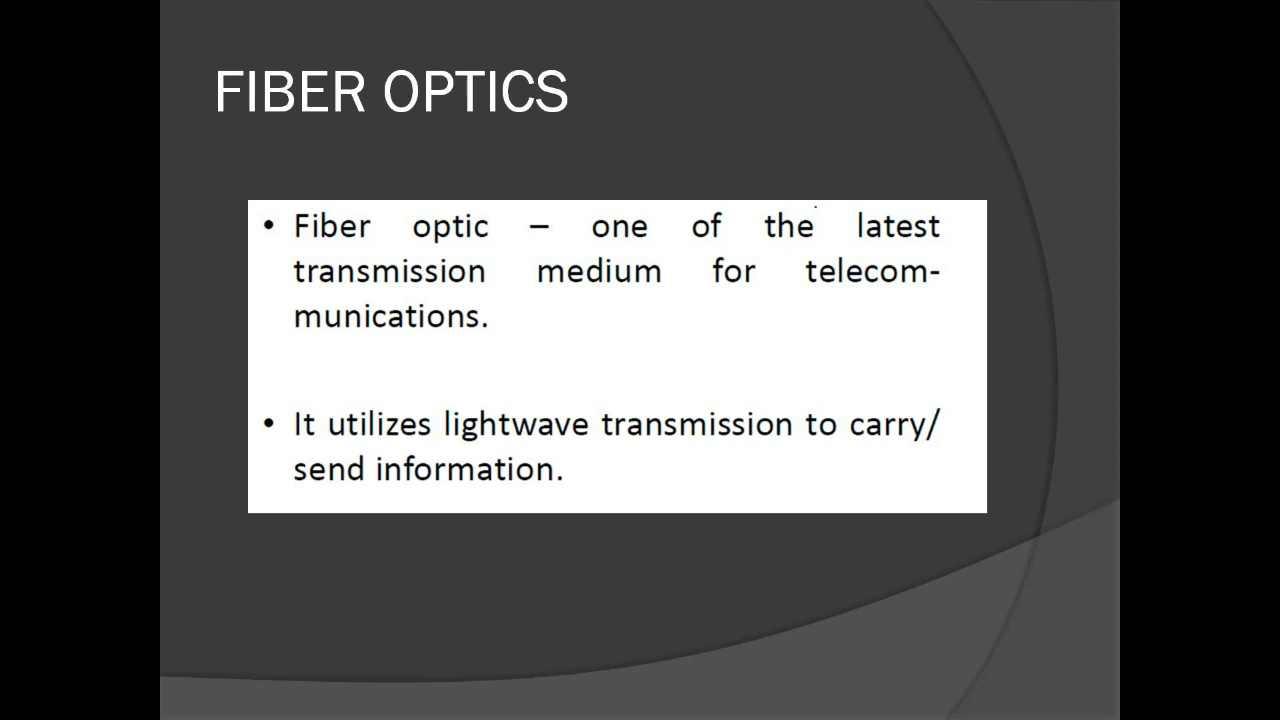 FIBER OPTICS
• Fiber optic – one of the latest
transmission medium for telecom-
munications.
• It utilizes lightwave transmission to carry/
send information.